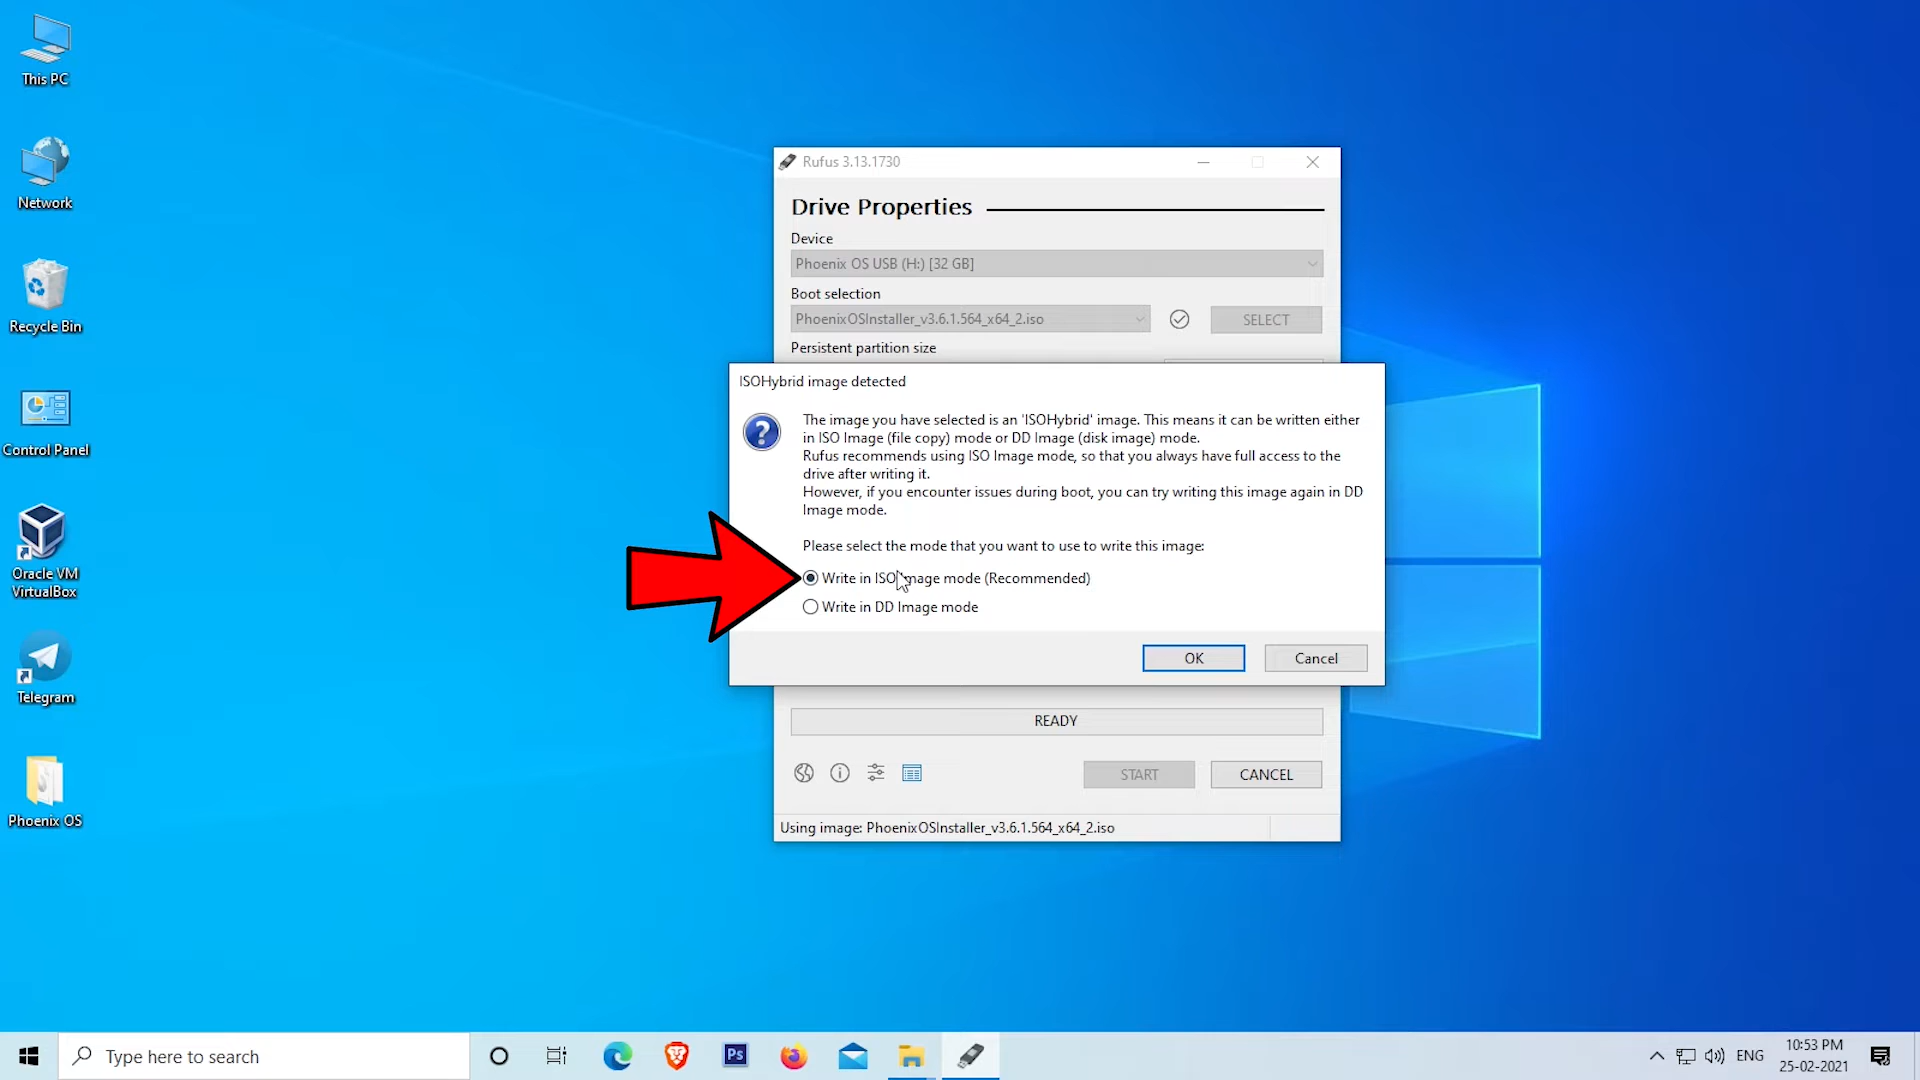 This PC
Network
Recycle Bin
Control Panel
Oracle VM
VirtualBox
Telegram
Phoenix OS
Rufus 3.13.1730
Drive Properties
Device
Phoenix OS USB (H:) [32 GB]
Boot selection
PhoenixOSInstaller_v3.6.1.564_x64_2.iso
SELECT
Persistent partition size
ISOHybrid image detected
The image you have selected is an 'ISOHybrid' image. This means it can be written either
in ISO Image (file copy) mode or DD Image (disk image) mode.
Rufus recommends using ISO Image mode, so that you always have full access to the
drive after writing it.
However, if you encounter issues during boot, you can try writing this image again in DD
Image mode.
Please select the mode that you want to use to write this image:
Write in ISO Image mode (Recommended)
Write in DD Image mode
OK
Cancel
READY
START
CANCEL
Using image: PhoenixOSInstaller_v3.6.1.564_x64_2.iso
Type here to search
Ps
ENG
10:53 PM
25-02-2021